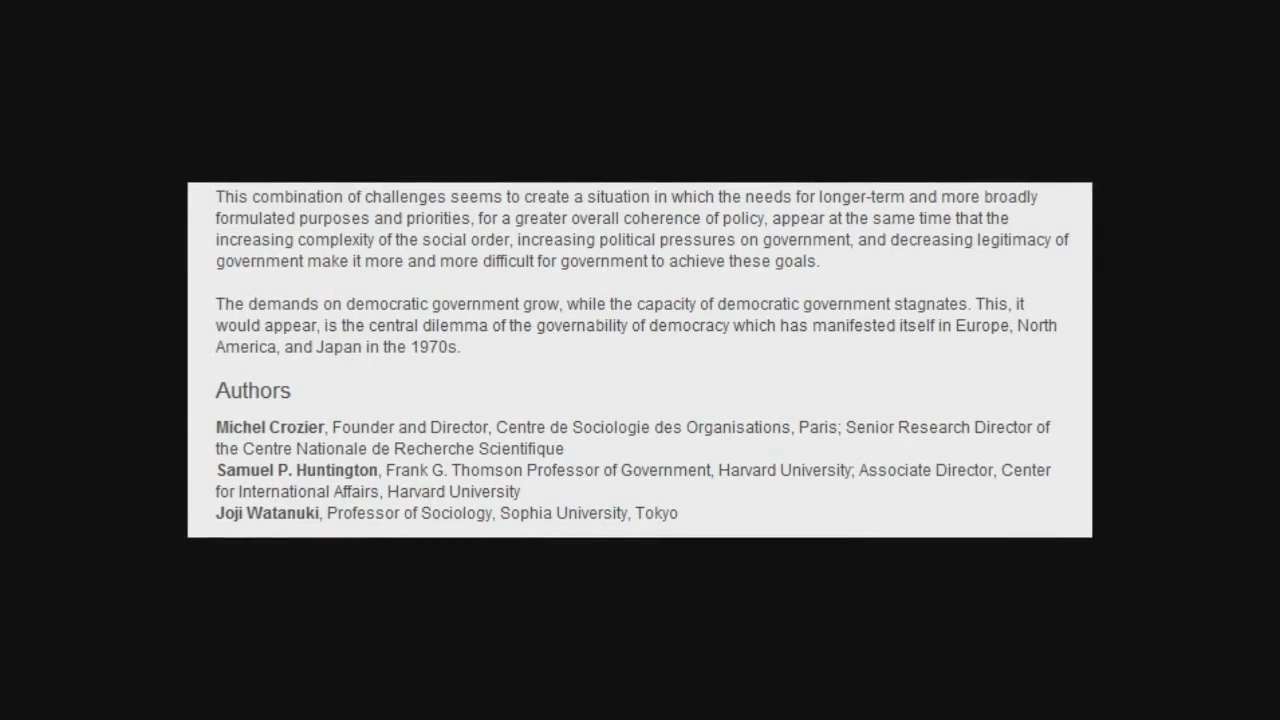 This combination of challenges seems to create a situation in which the needs for longer-term and more broadly
formulated purposes and priorities, for a greater overall coherence of policy, appear at the same time that the
increasing complexity of the social order, increasing political pressures on government, and decreasing legitimacy of
government make it more and more difficult for government to achieve these goals.
The demands on democratic government grow, while the capacity of democratic government stagnates. This, it
would appear, is the central dilemma of the governability of democracy which has manifested itself in Europe, North
America, and Japan in the 1970s.
Authors
Michel Crozier, Founder and Director, Centre de Sociologie des Organisations, Paris; Senior Research Director of
the Centre Nationale de Recherche Scientifique
Samuel P. Huntington, Frank G. Thomson Professor of Government, Harvard University; Associate Director, Center
for International Affairs, Harvard University
Joji Watanuki, Professor of Sociology, Sophia University, Tokyo